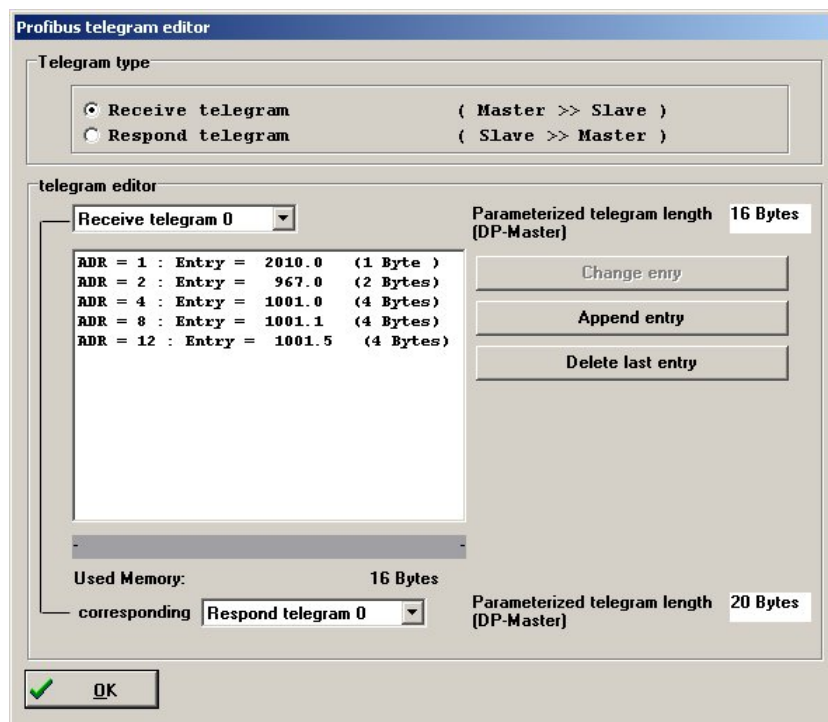 Profibus telegram editor
Telegram type
Receive telegram ( Master >> Slave )
Respond telegram ( Slave >> Master )
telegram editor
Receive telegram 0
Parameterized telegram length 16 Bytes
(DP-Master)
ADR = 1 : Entry = 2010.0 (1 Byte )
ADR = 2 : Entry = 967.0 (2 Bytes)
ADR = 4 : Entry = 1001.0 (4 Bytes)
ADR = 8 : Entry = 1001.1 (4 Bytes)
ADR = 12 : Entry = 1001.5 (4 Bytes)
Change enry
Append entry
Delete last entry
- -
Used Memory: 16 Bytes
corresponding Respond telegram 0
Parameterized telegram length 20 Bytes
(DP-Master)
OK